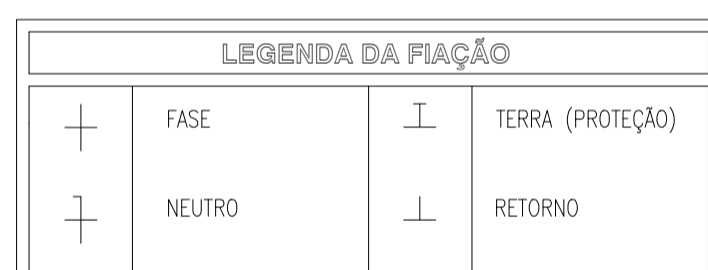 LEGENDA DA FIAÇÃO
FASE
TERRA (PROTEÇÃO)
NEUTRO
RETORNO